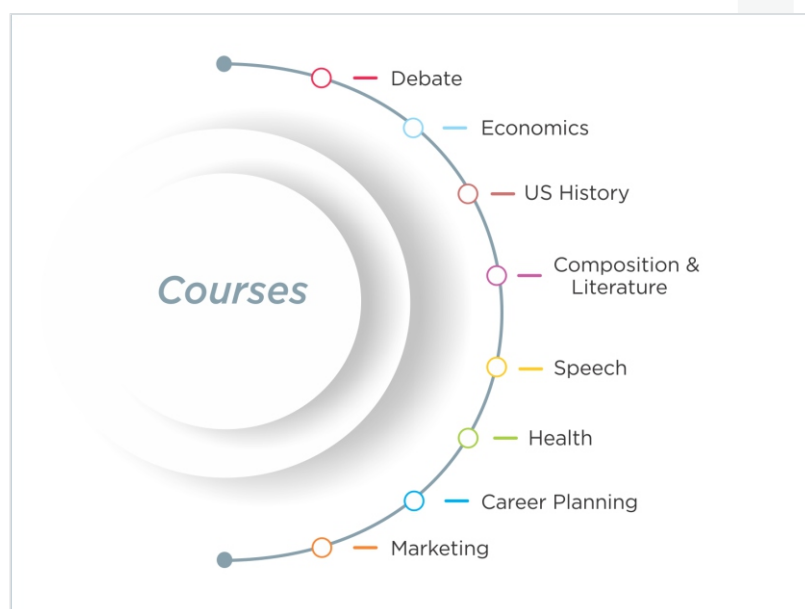 Debate
Economics
US History
Composition &
Literature
Courses
Speech
Health
Career Planning
Marketing